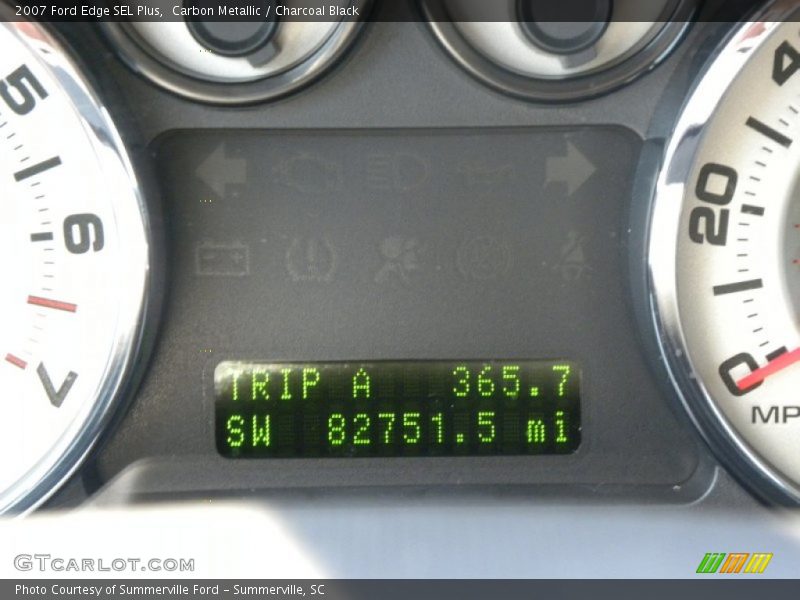 2007 Ford Edge SEL Plus,  Carbon Metallic / Charcoal Black
5
6
7
4
20
0
MP
TRIP A 365.7
SW 82751.5 mi
GTCARLOT.COM
Photo Courtesy of Summerville Ford - Summerville, SC